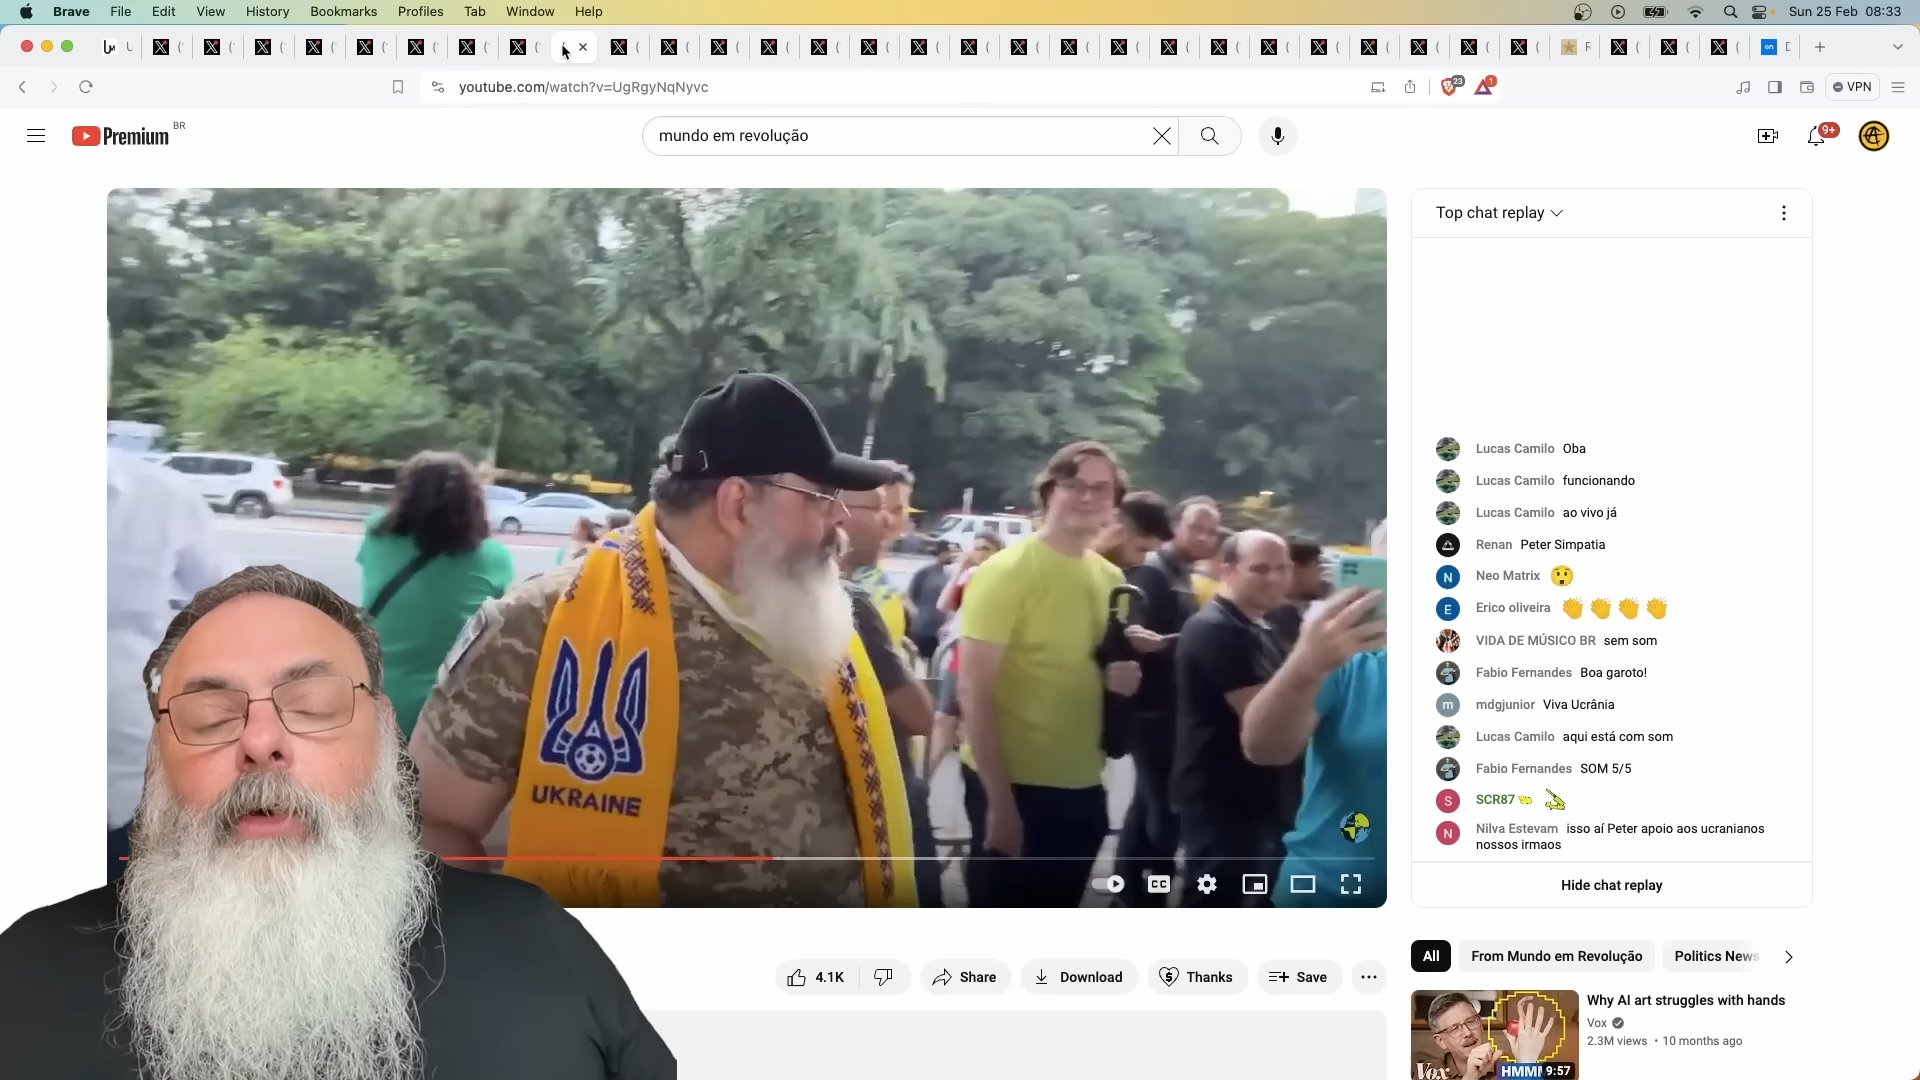 Brave File Edit View History Bookmarks Profiles Tab Window Help
Sun 25 Feb 08:33
youtube.com/watch?v=UgRgyNqNyvc
23
1
VPN
Premium BR
mundo em revolução
9+
Top chat replay
Lucas Camilo Oba
Lucas Camilo funcionando
Lucas Camilo ao vivo já
Renan Peter Simpatia
N Neo Matrix
E Erico oliveira
VIDA DE MÚSICO BR sem som
Fabio Fernandes Boa garoto!
m mdgjunior Viva Ucrânia
Lucas Camilo aqui está com som
Fabio Fernandes SOM 5/5
S SCR87
N Nilva Estevam isso aí Peter apoio aos ucranianos
nossos irmaos
Hide chat replay
UKRAINE
CC
4.1K
Share
Download
Thanks
Save
All
From Mundo em Revolução
Politics News
Why AI art struggles with hands
Vox
2.3M views • 10 months ago
Vox
9:57